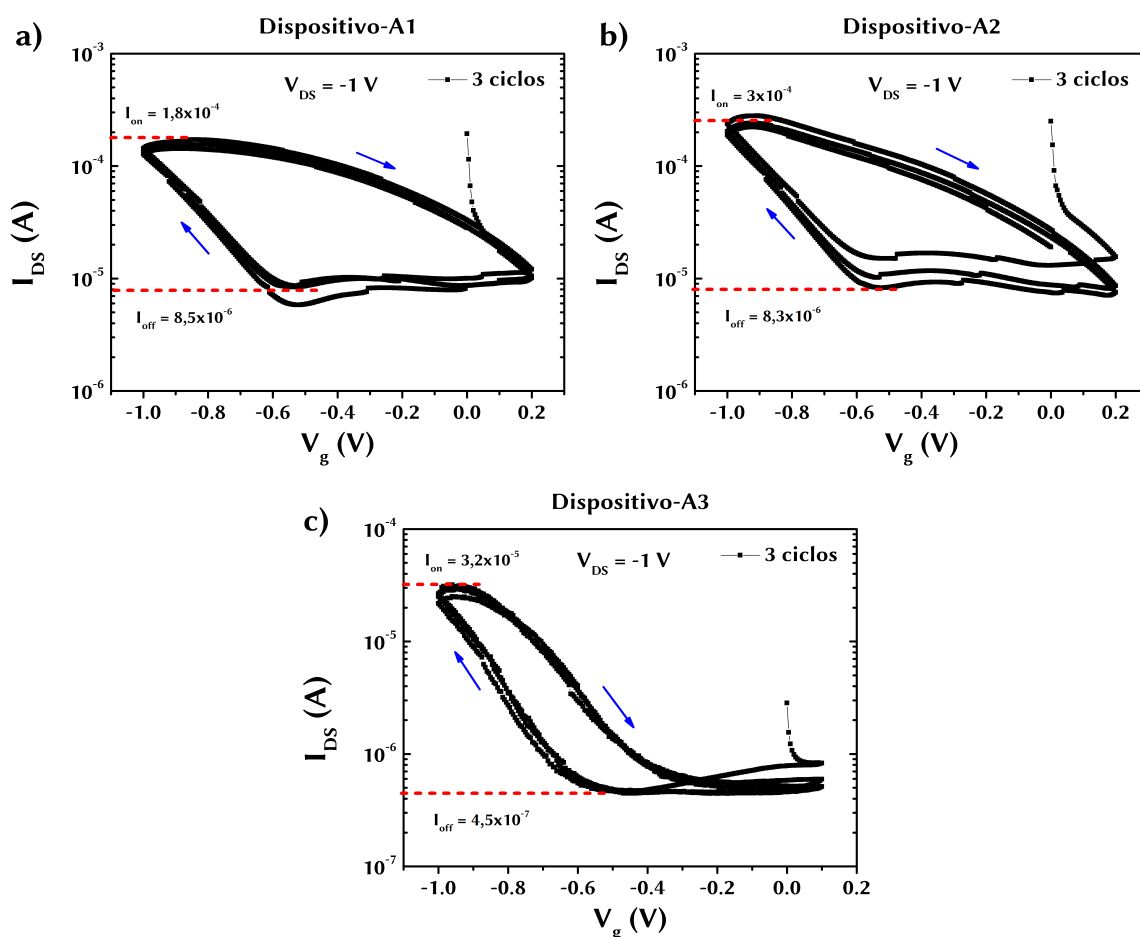 a)
Dispositivo-A1
I_DS (A)
10^-3
10^-4
10^-5
10^-6
I_on = 1,8x10^-4
V_DS = -1 V
3 ciclos
I_off = 8,5x10^-6
-1.0 -0.8 -0.6 -0.4 -0.2 0.0 0.2
V_g (V)
b)
Dispositivo-A2
I_DS (A)
10^-3
10^-4
10^-5
10^-6
I_on = 3x10^-4
V_DS = -1 V
3 ciclos
I_off = 8,3x10^-6
-1.0 -0.8 -0.6 -0.4 -0.2 0.0 0.2
V_g (V)
c)
Dispositivo-A3
I_DS (A)
10^-4
10^-5
10^-6
10^-7
I_on = 3,2x10^-5
V_DS = -1 V
3 ciclos
I_off = 4,5x10^-7
-1.0 -0.8 -0.6 -0.4 -0.2 0.0 0.2
V_g (V)